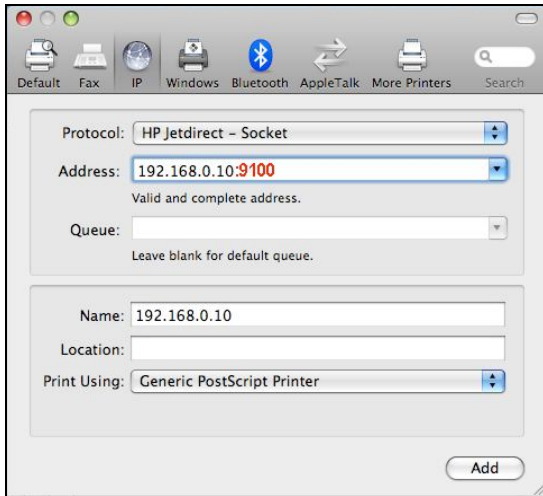 Default Fax IP Windows Bluetooth AppleTalk More Printers Search
Protocol: HP Jetdirect – Socket
Address: 192.168.0.10:9100
Valid and complete address.
Queue:
Leave blank for default queue.
Name: 192.168.0.10
Location:
Print Using: Generic PostScript Printer
Add